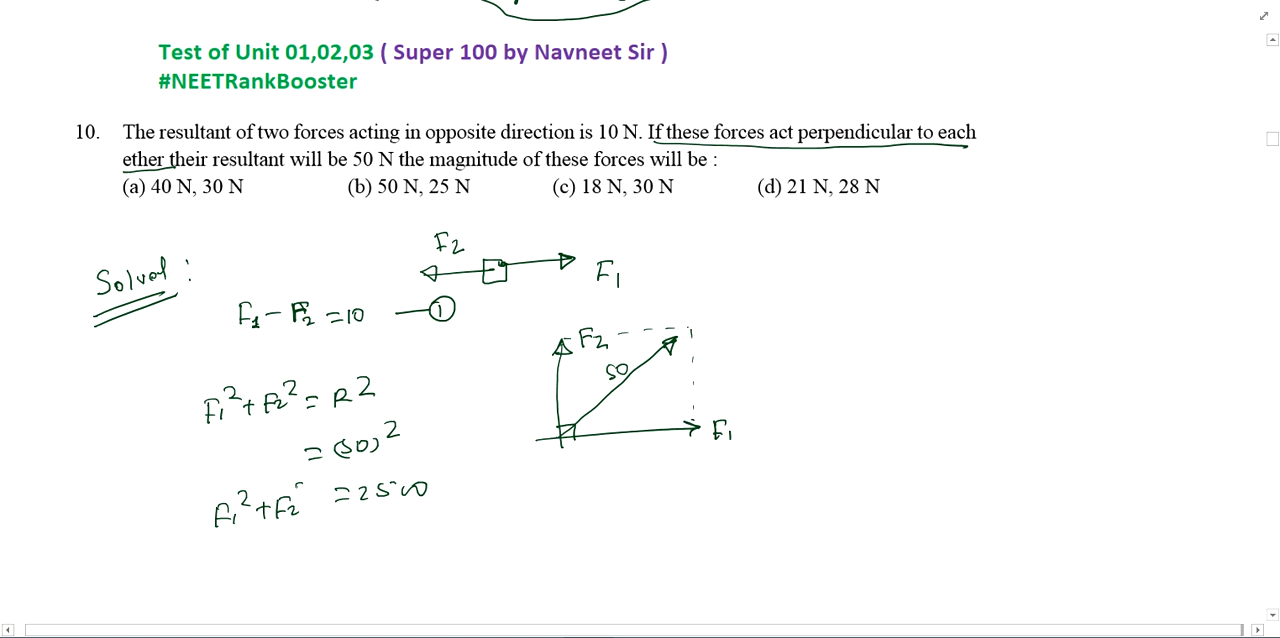 Test of Unit 01,02,03 ( Super 100 by Navneet Sir )
#NEETRankBooster
10. The resultant of two forces acting in opposite direction is 10 N. If these forces act perpendicular to each
ether their resultant will be 50 N the magnitude of these forces will be :
(a) 40 N, 30 N (b) 50 N, 25 N (c) 18 N, 30 N (d) 21 N, 28 N
F2
F1
F1 - F2 = 10 — 1
F2
50
F1
F1² + F2² = R²
= (50)²
F1² + F2² = 2500